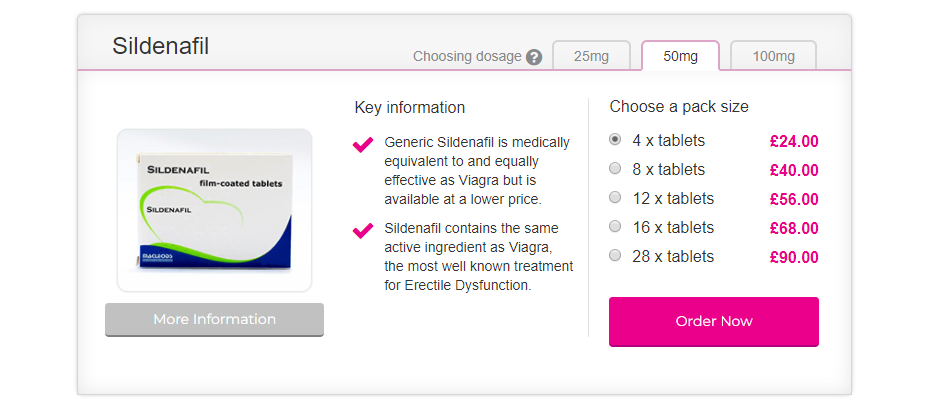 Sildenafil
Choosing dosage ?
25mg
50mg
100mg
SILDENAFIL
film-coated tablets
SILDENAFIL
MACLEODS
More Information
Key information
Generic Sildenafil is medically
equivalent to and equally
effective as Viagra but is
available at a lower price.
Sildenafil contains the same
active ingredient as Viagra,
the most well known treatment
for Erectile Dysfunction.
Choose a pack size
4 x tablets £24.00
8 x tablets £40.00
12 x tablets £56.00
16 x tablets £68.00
28 x tablets £90.00
Order Now